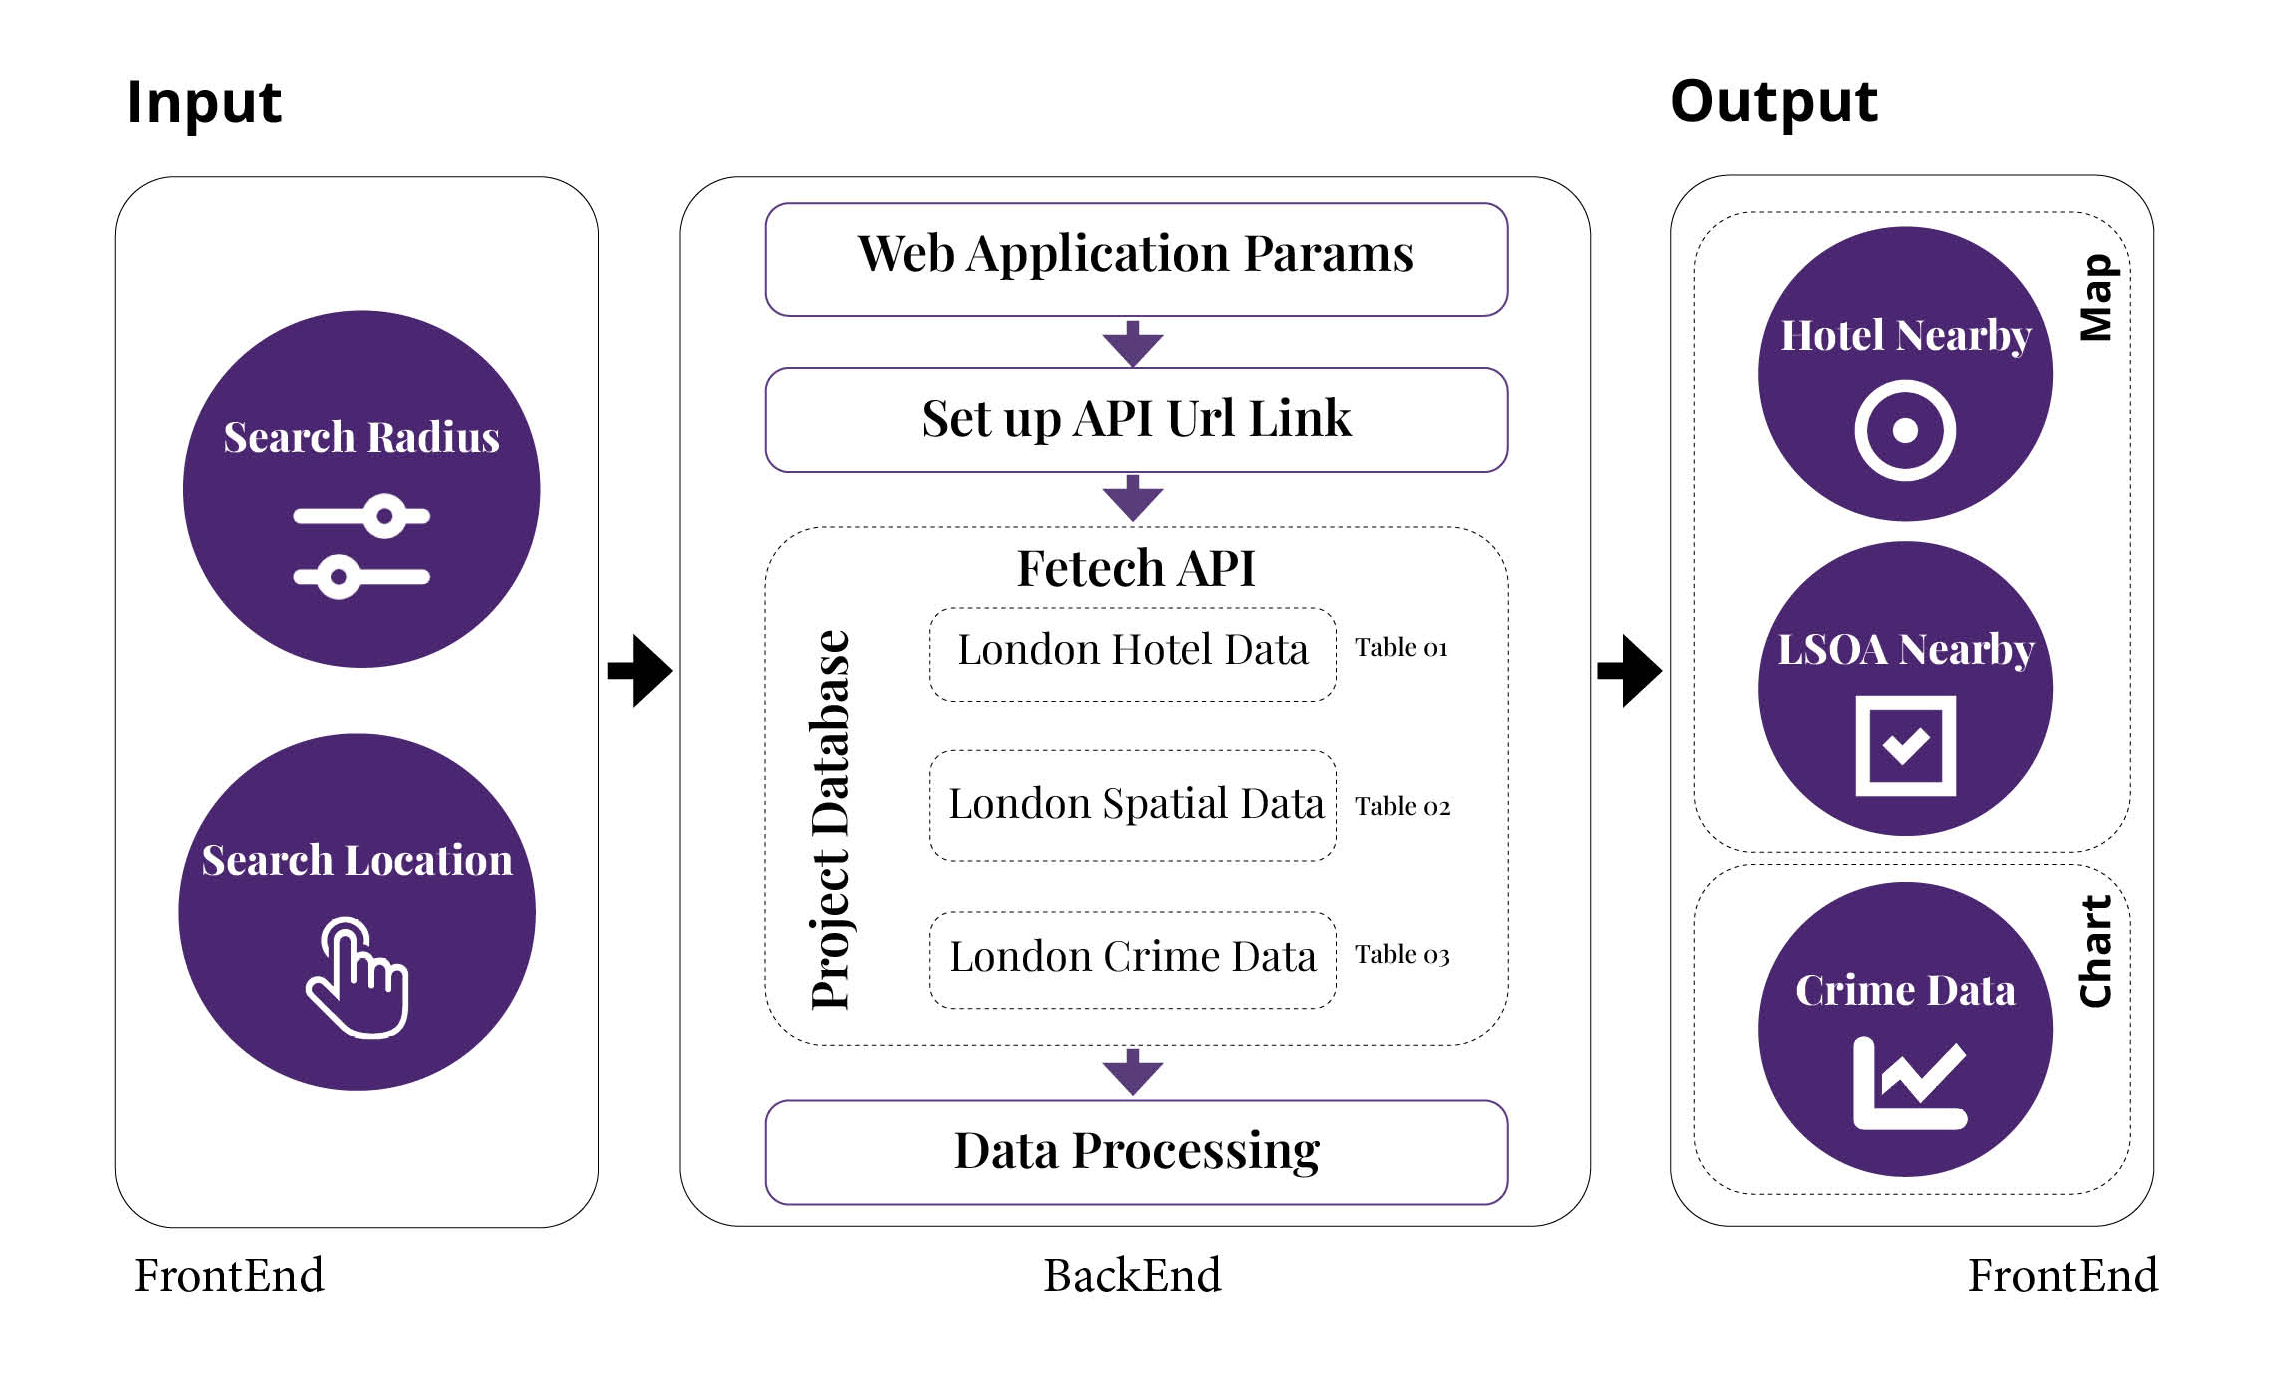 Input
Search Radius
Search Location
FrontEnd
Web Application Params
Set up API Url Link
Fetech API
Project Database
London Hotel Data
Table 01
London Spatial Data
Table 02
London Crime Data
Table 03
Data Processing
BackEnd
Output
Hotel Nearby
LSOA Nearby
Map
Crime Data
Chart
FrontEnd